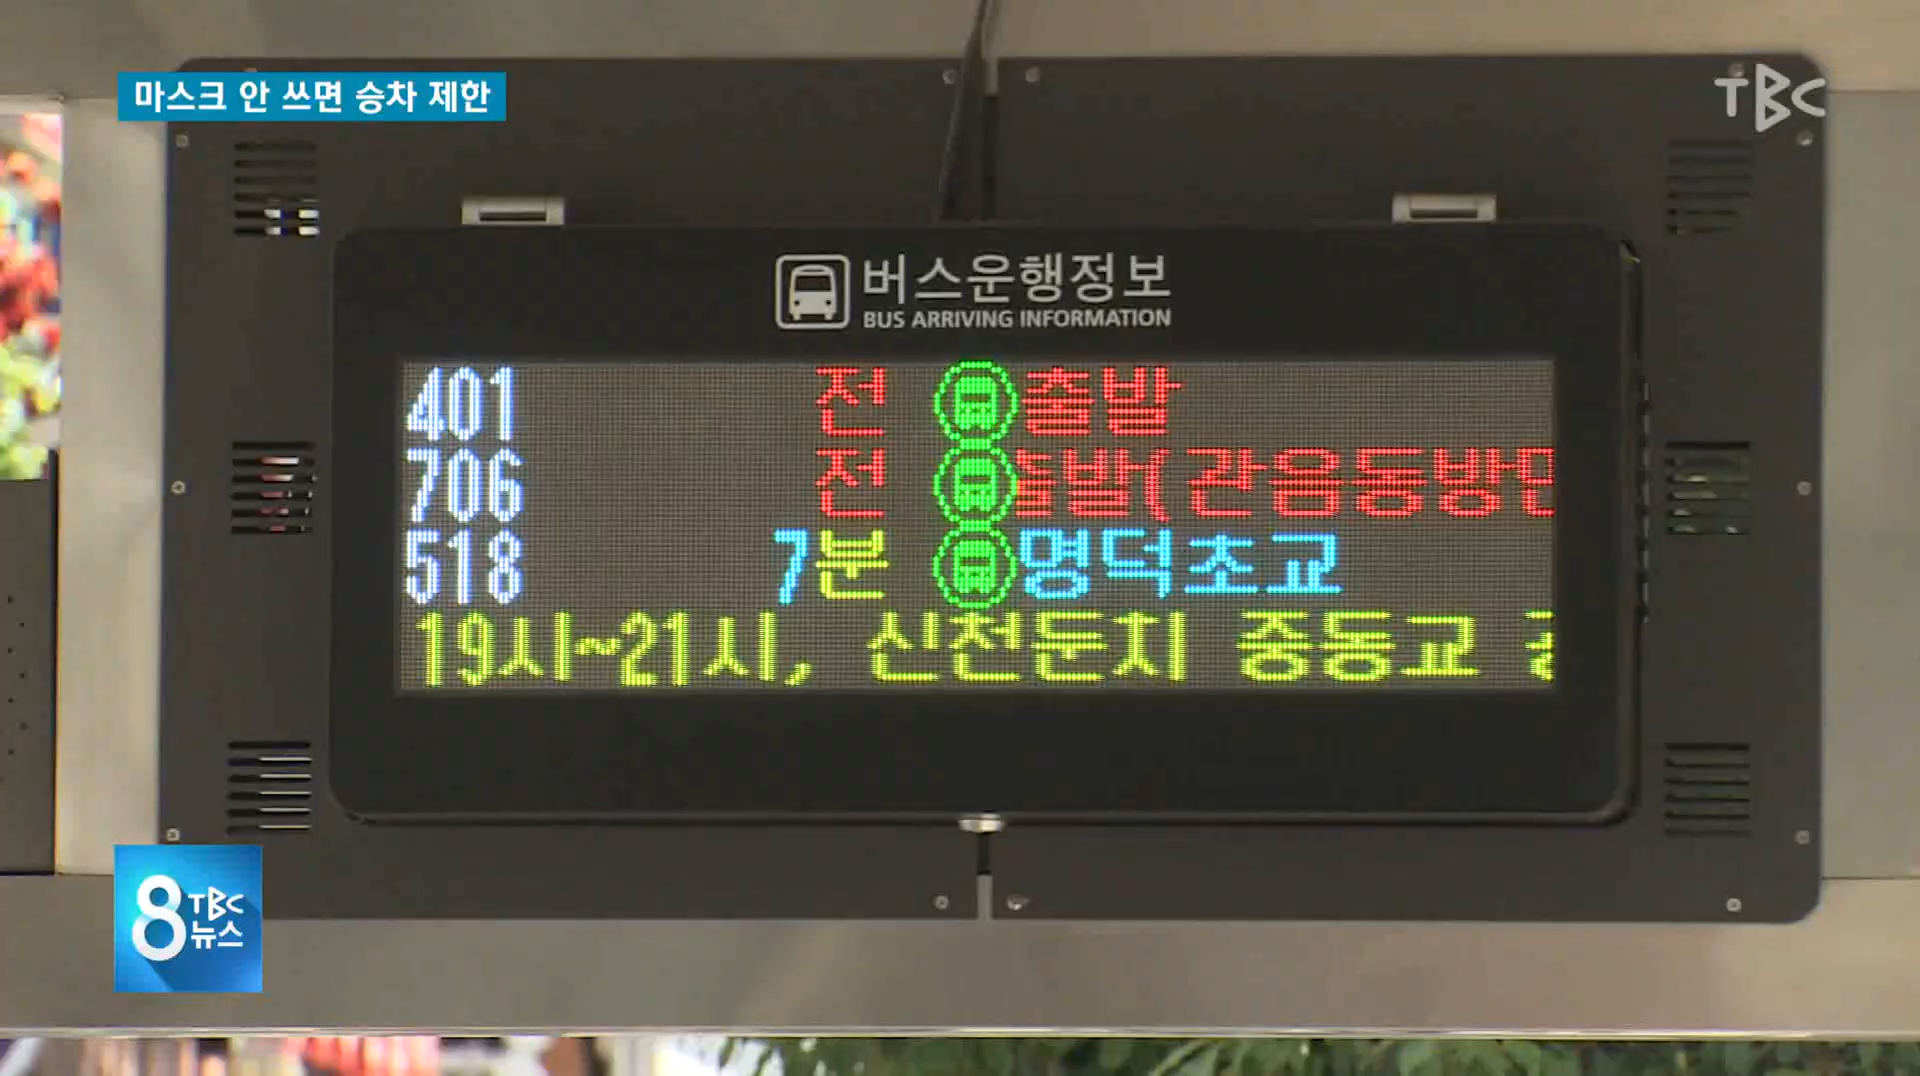 마스크 안 쓰면 승차 제한
TBC
버스운행정보
BUS ARRIVING INFORMATION
401 전 출발
706 전 출발(관음동방면
518 7분 명덕초교
19시~21시, 신천둔치 중동교
8 TBC
뉴스